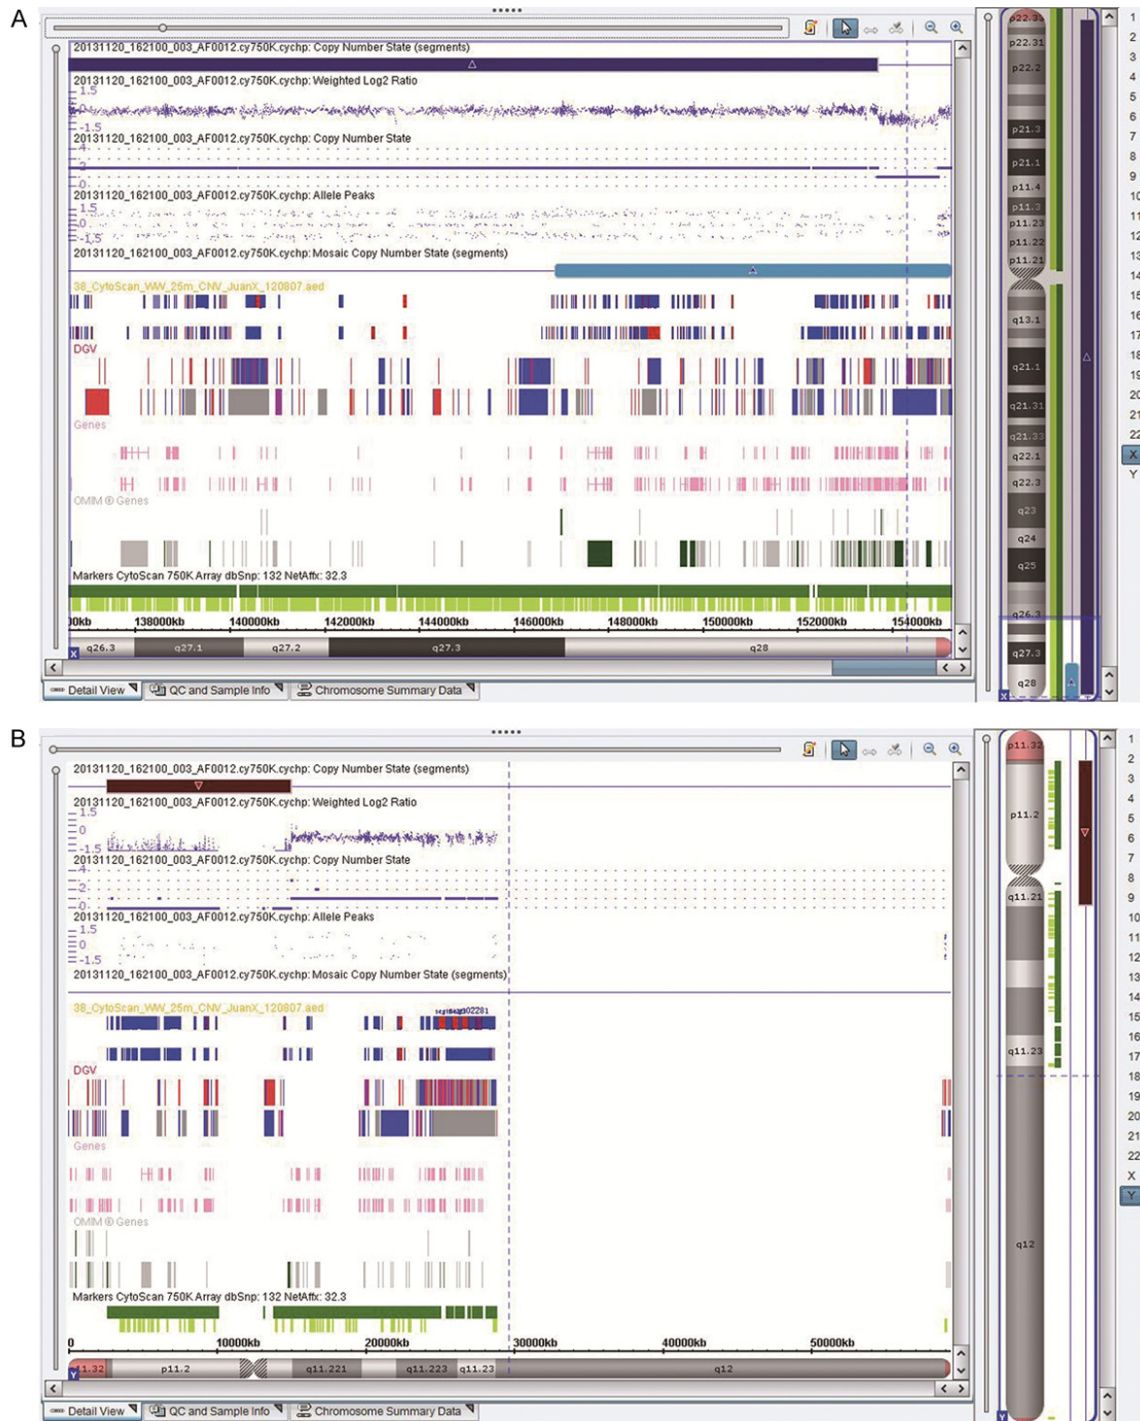 A
20131120_162100_003_AF0012.cy750K.cychp: Copy Number State (segments)
20131120_162100_003_AF0012.cy750K.cychp: Weighted Log2 Ratio
1.5
-1.5
20131120_162100_003_AF0012.cy750K.cychp: Copy Number State
4
2
0
20131120_162100_003_AF0012.cy750K.cychp: Allele Peaks
1.5
0
-1.5
20131120_162100_003_AF0012.cy750K.cychp: Mosaic Copy Number State (segments)
38_CytoScan_WW_25m_CNV_JuanX_120807.aed
DGV
Genes
OMIM ® Genes
Markers CytoScan 750K Array dbSnp: 132 NetAffx: 32.3
00kb 138000kb 140000kb 142000kb 144000kb 146000kb 148000kb 150000kb 152000kb 154000kb
X q26.3 q27.1 q27.2 q27.3 q28
Detail View QC and Sample Info Chromosome Summary Data
p22.33
p22.31
p22.2
p21.3
p21.1
p11.4
p11.3
p11.23
p11.22
p11.21
q13.1
q21.1
q21.31
q21.33
q22.1
q22.3
q23
q24
q25
q26.3
q27.3
q28
X
1
2
3
4
5
6
7
8
9
10
11
12
13
14
15
16
17
18
19
20
21
22
X
Y
B
20131120_162100_003_AF0012.cy750K.cychp: Copy Number State (segments)
20131120_162100_003_AF0012.cy750K.cychp: Weighted Log2 Ratio
1.5
0
-1.5
20131120_162100_003_AF0012.cy750K.cychp: Copy Number State
4
2
0
20131120_162100_003_AF0012.cy750K.cychp: Allele Peaks
1.5
0
-1.5
20131120_162100_003_AF0012.cy750K.cychp: Mosaic Copy Number State (segments)
38_CytoScan_WW_25m_CNV_JuanX_120807.aed
DGV
Genes
OMIM ® Genes
Markers CytoScan 750K Array dbSnp: 132 NetAffx: 32.3
0 10000kb 20000kb 30000kb 40000kb 50000kb
Y 11.32 p11.2 q11.221 q11.223 q11.23 q12
Detail View QC and Sample Info Chromosome Summary Data
p11.32
p11.2
q11.21
q11.23
q12
Y
1
2
3
4
5
6
7
8
9
10
11
12
13
14
15
16
17
18
19
20
21
22
X
Y